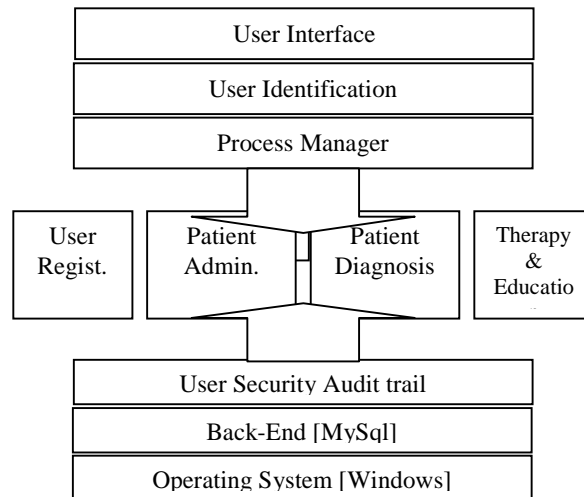 User Interface
User Identification
Process Manager
User
Regist.
Patient
Admin.
Patient
Diagnosis
Therapy
&
Educatio
User Security Audit trail
Back-End [MySql]
Operating System [Windows]